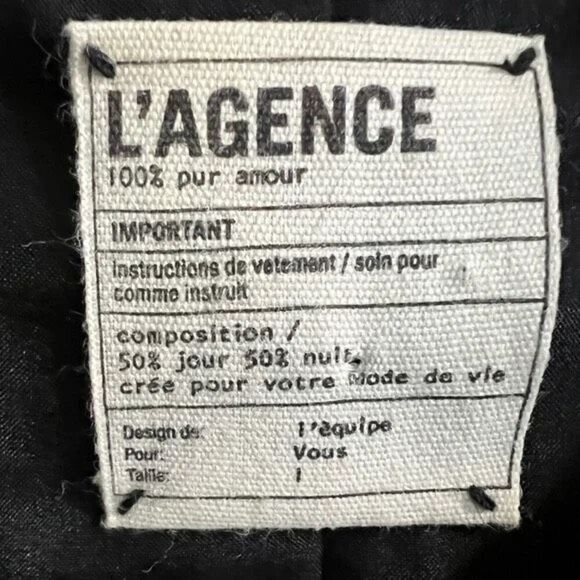 L'AGENCE
100% pur amour
IMPORTANT
instructions de vetement / soin pour
comme instruit
composition /
50% jour 50% nuit.
crée pour votre mode de vie
Design de: l'èquipe
Pour: Vous
Taille: 1